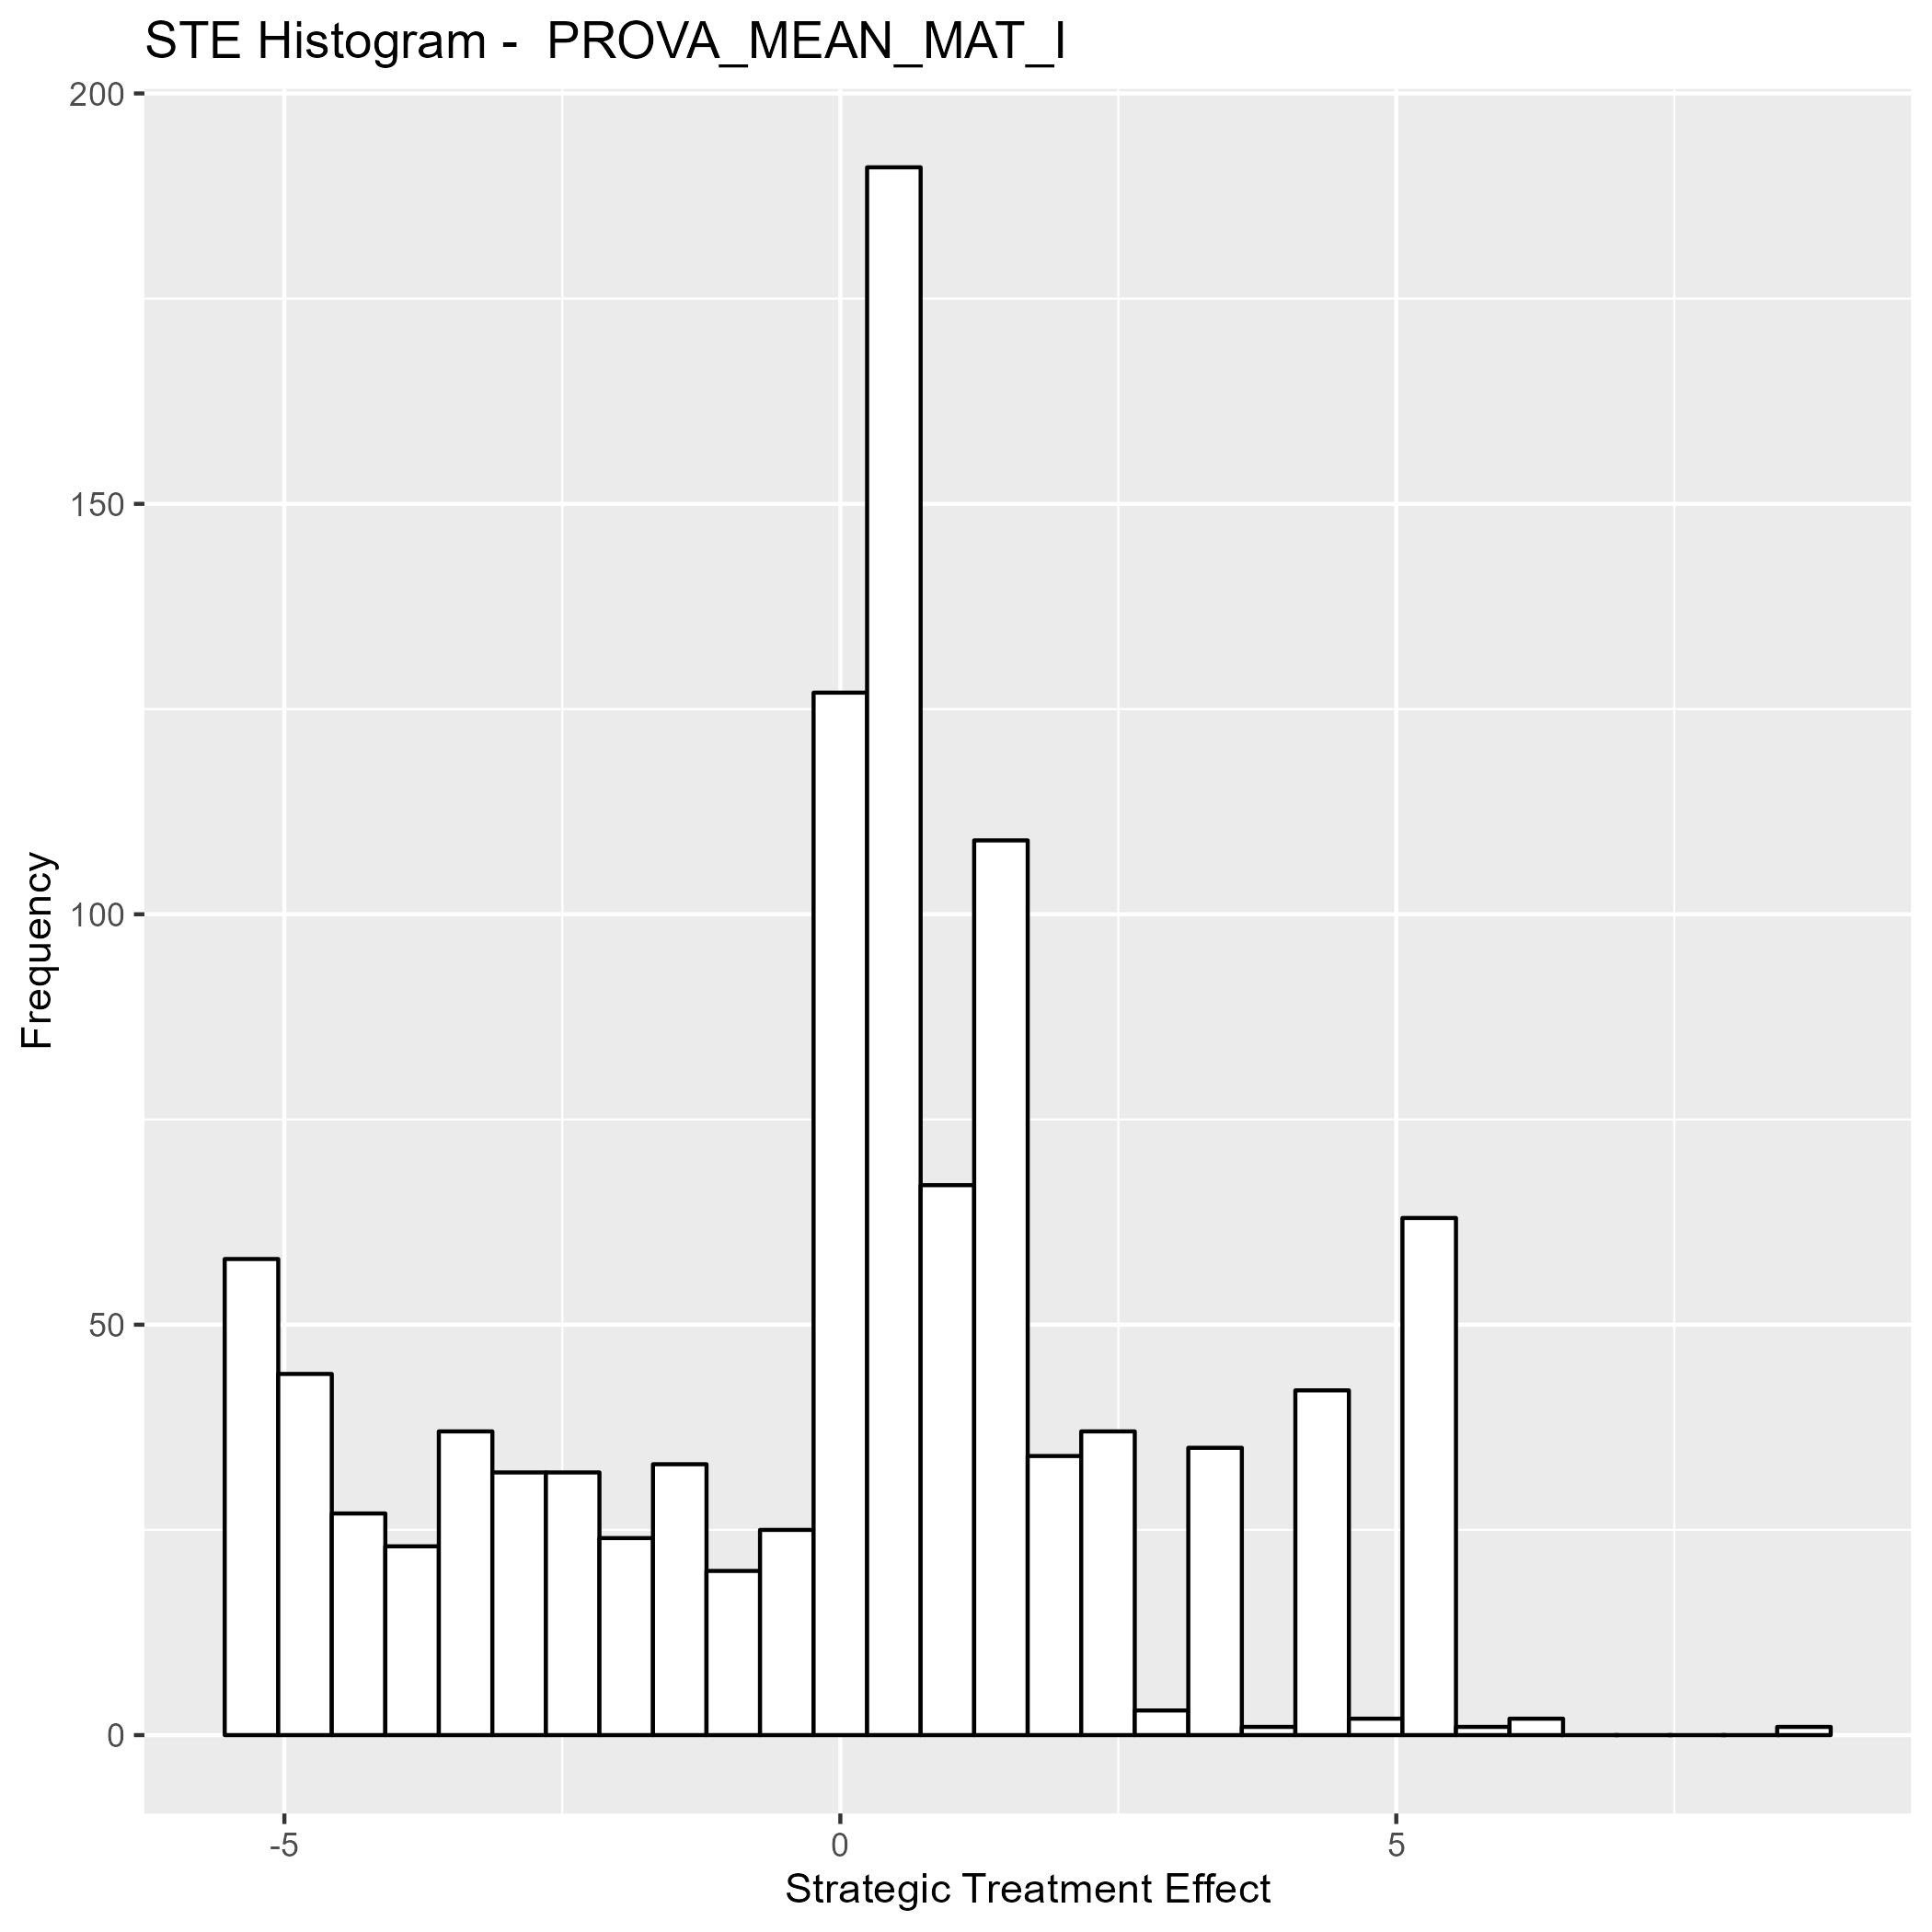 STE Histogram -  PROVA_MEAN_MAT_I
200
150
100
50
0
Frequency
-5
0
5
Strategic Treatment Effect